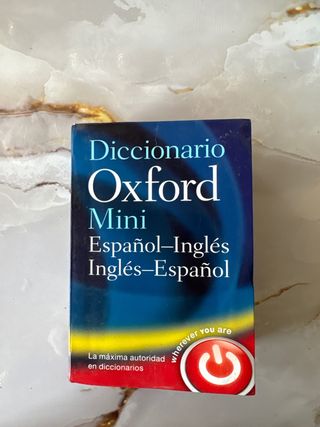 Diccionario
Oxford
Mini
Español–Inglés
Inglés–Español
wherever you are
La máxima autoridad
en diccionarios